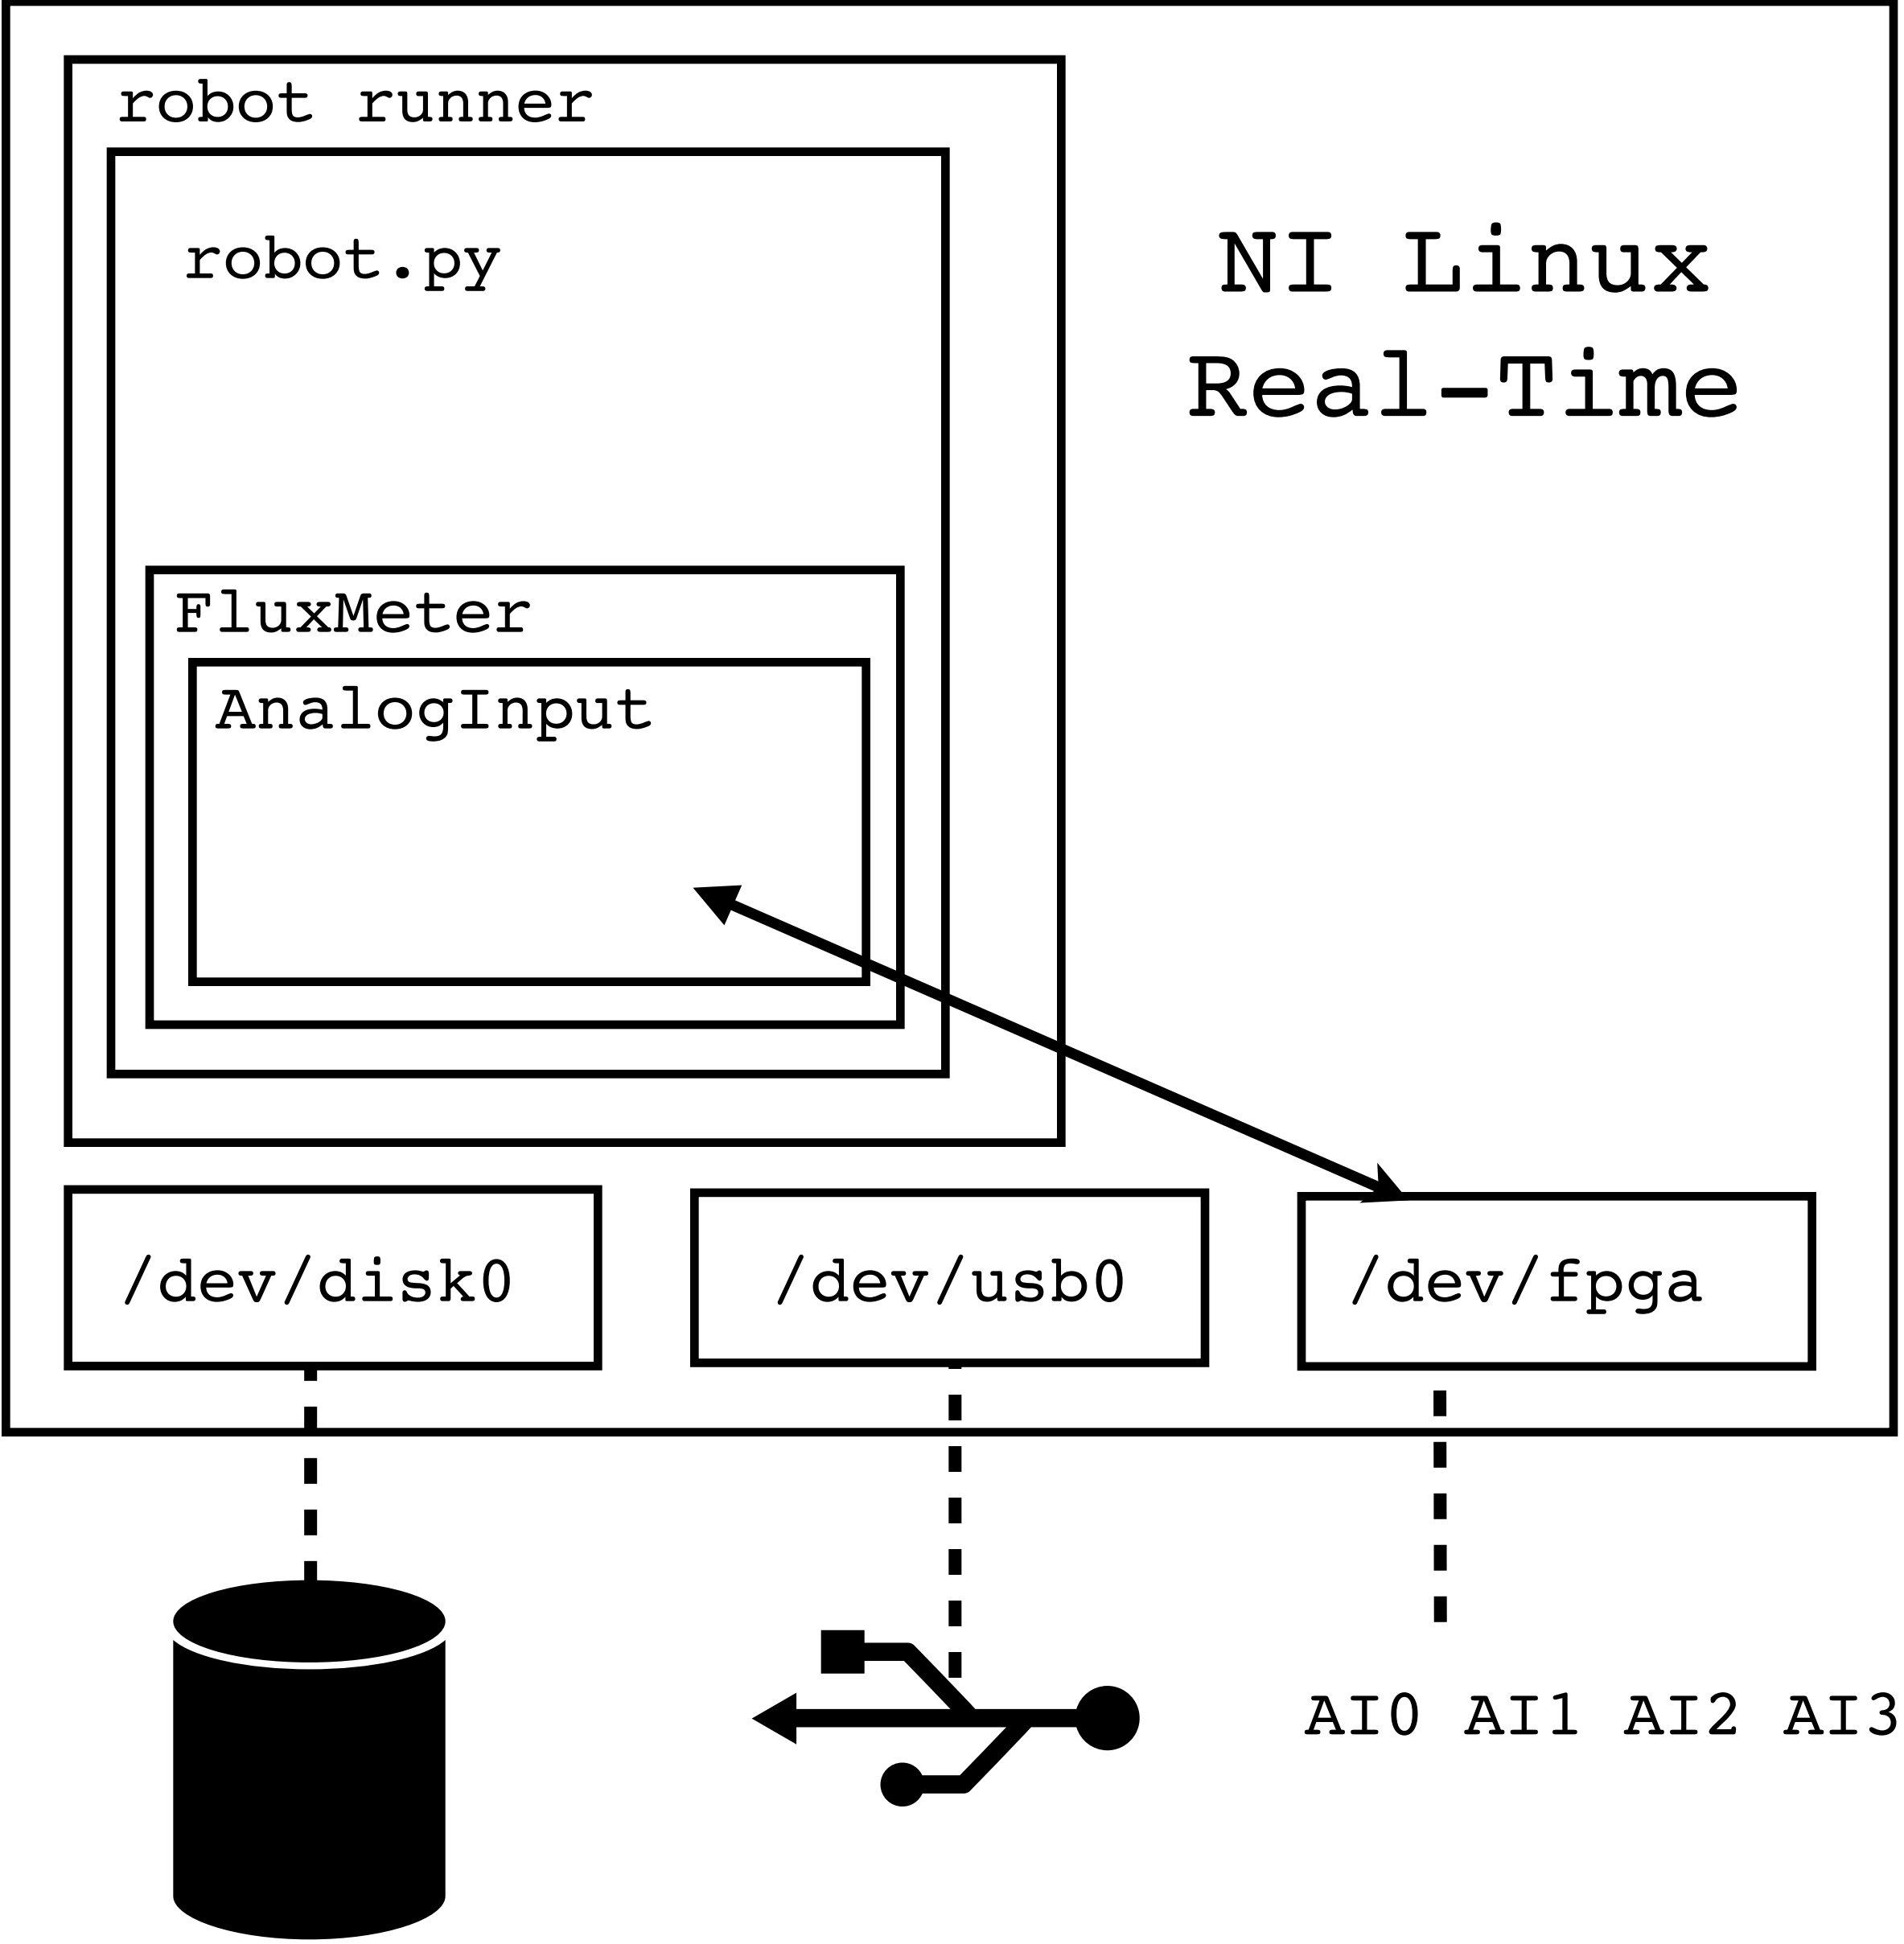 robot runner
robot.py
NI Linux
Real-Time
FluxMeter
AnalogInput
/dev/disk0
/dev/usb0
/dev/fpga
AI0 AI1 AI2 AI3